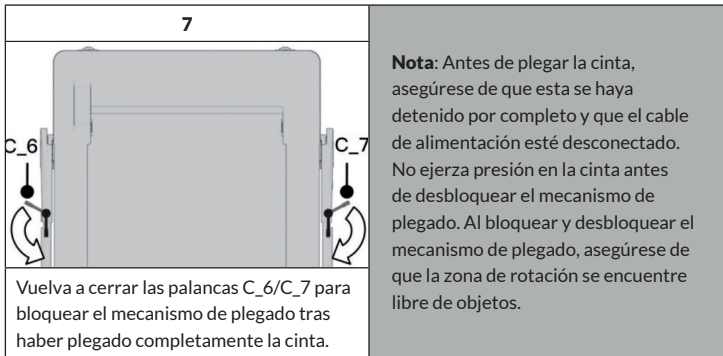 7
C_6
C_7
Vuelva a cerrar las palancas C_6/C_7 para
bloquear el mecanismo de plegado tras
haber plegado completamente la cinta.
Nota: Antes de plegar la cinta,
asegúrese de que esta se haya
detenido por completo y que el cable
de alimentación esté desconectado.
No ejerza presión en la cinta antes
de desbloquear el mecanismo de
plegado. Al bloquear y desbloquear el
mecanismo de plegado, asegúrese de
que la zona de rotación se encuentre
libre de objetos.